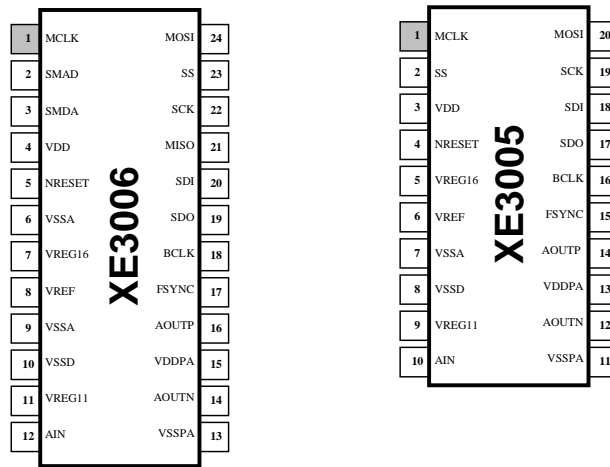 1 MCLK MOSI 24
2 SMAD SS 23
3 SMDA SCK 22
4 VDD MISO 21
5 NRESET SDI 20
6 VSSA SDO 19
7 VREG16 BCLK 18
8 VREF FSYNC 17
9 VSSA AOUTP 16
10 VSSD VDDPA 15
11 VREG11 AOUTN 14
12 AIN VSSPA 13
XE3006
1 MCLK MOSI 20
2 SS SCK 19
3 VDD SDI 18
4 NRESET SDO 17
5 VREG16 BCLK 16
6 VREF FSYNC 15
7 VSSA AOUTP 14
8 VSSD VDDPA 13
9 VREG11 AOUTN 12
10 AIN VSSPA 11
XE3005